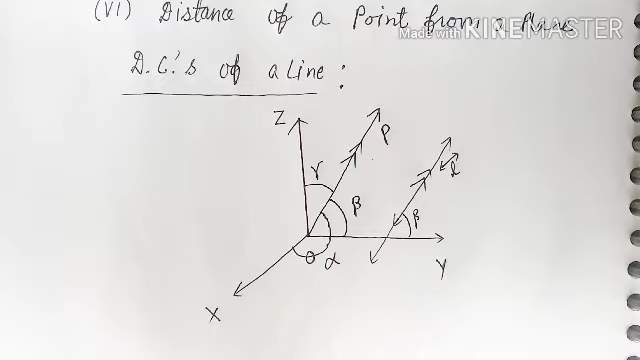 (VI) Distance of a Point from a Plane
Made with KINEMASTER
D.C.'s of a Line :
Z
P
γ
l
β
β
O
α
Y
X